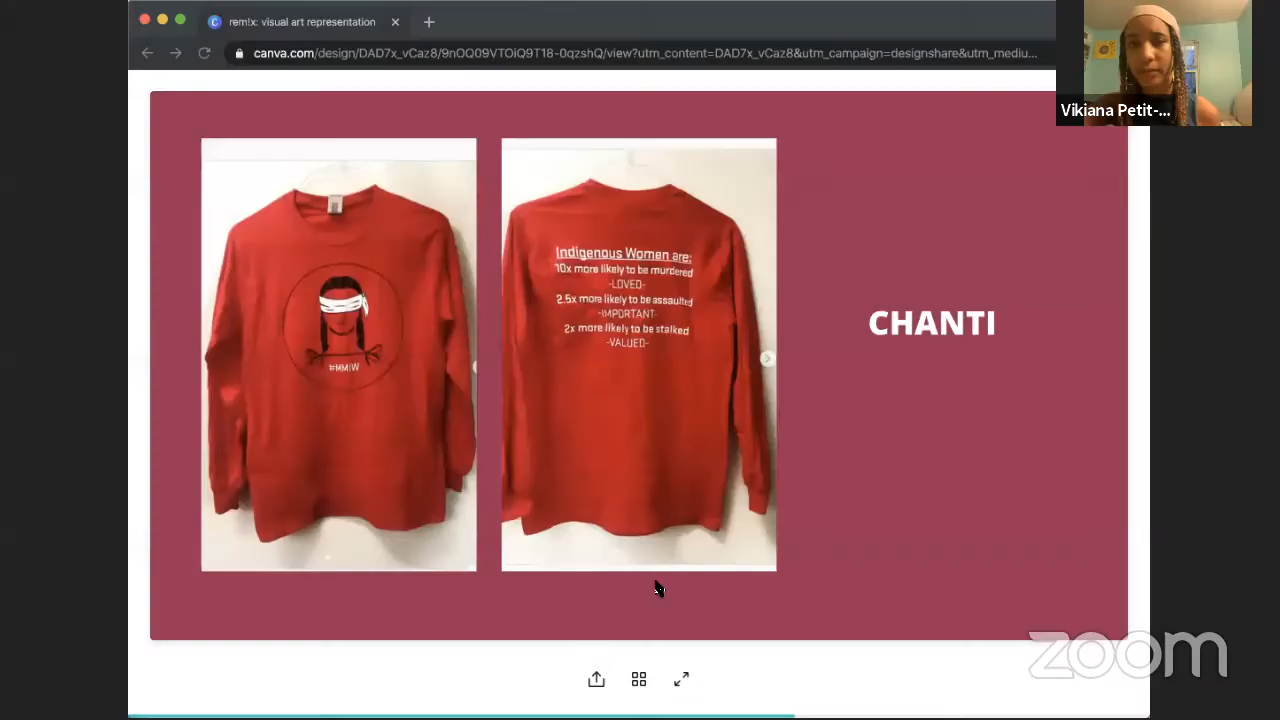 rem!x: visual art representation
canva.com/design/DAD7x_vCaz8/9nOQ09VTOiQ9T18-0qzshQ/view?utm_content=DAD7x_vCaz8&utm_campaign=designshare&utm_mediu...
Vikiana Petit-...
#MMIW
Indigenous Women are:
10x more likely to be murdered
-LOVED-
2.5x more likely to be assaulted
-IMPORTANT-
2x more likely to be stalked
-VALUED-
CHANTI
zoom